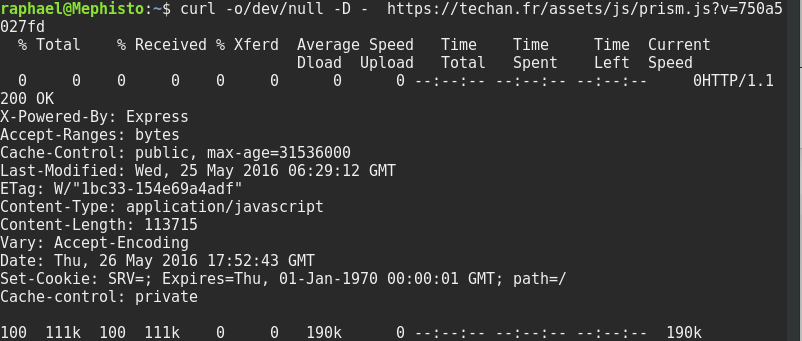 raphael@Mephisto:~$ curl -o/dev/null -D -  https://techan.fr/assets/js/prism.js?v=750a5
027fd
  % Total    % Received % Xferd  Average Speed   Time    Time     Time  Current
                                 Dload  Upload   Total   Spent    Left  Speed
  0     0    0     0    0     0      0      0 --:--:-- --:--:-- --:--:--     0HTTP/1.1
200 OK
X-Powered-By: Express
Accept-Ranges: bytes
Cache-Control: public, max-age=31536000
Last-Modified: Wed, 25 May 2016 06:29:12 GMT
ETag: W/"1bc33-154e69a4adf"
Content-Type: application/javascript
Content-Length: 113715
Vary: Accept-Encoding
Date: Thu, 26 May 2016 17:52:43 GMT
Set-Cookie: SRV=; Expires=Thu, 01-Jan-1970 00:00:01 GMT; path=/
Cache-control: private

100  111k  100  111k    0     0   190k      0 --:--:-- --:--:-- --:--:--  190k